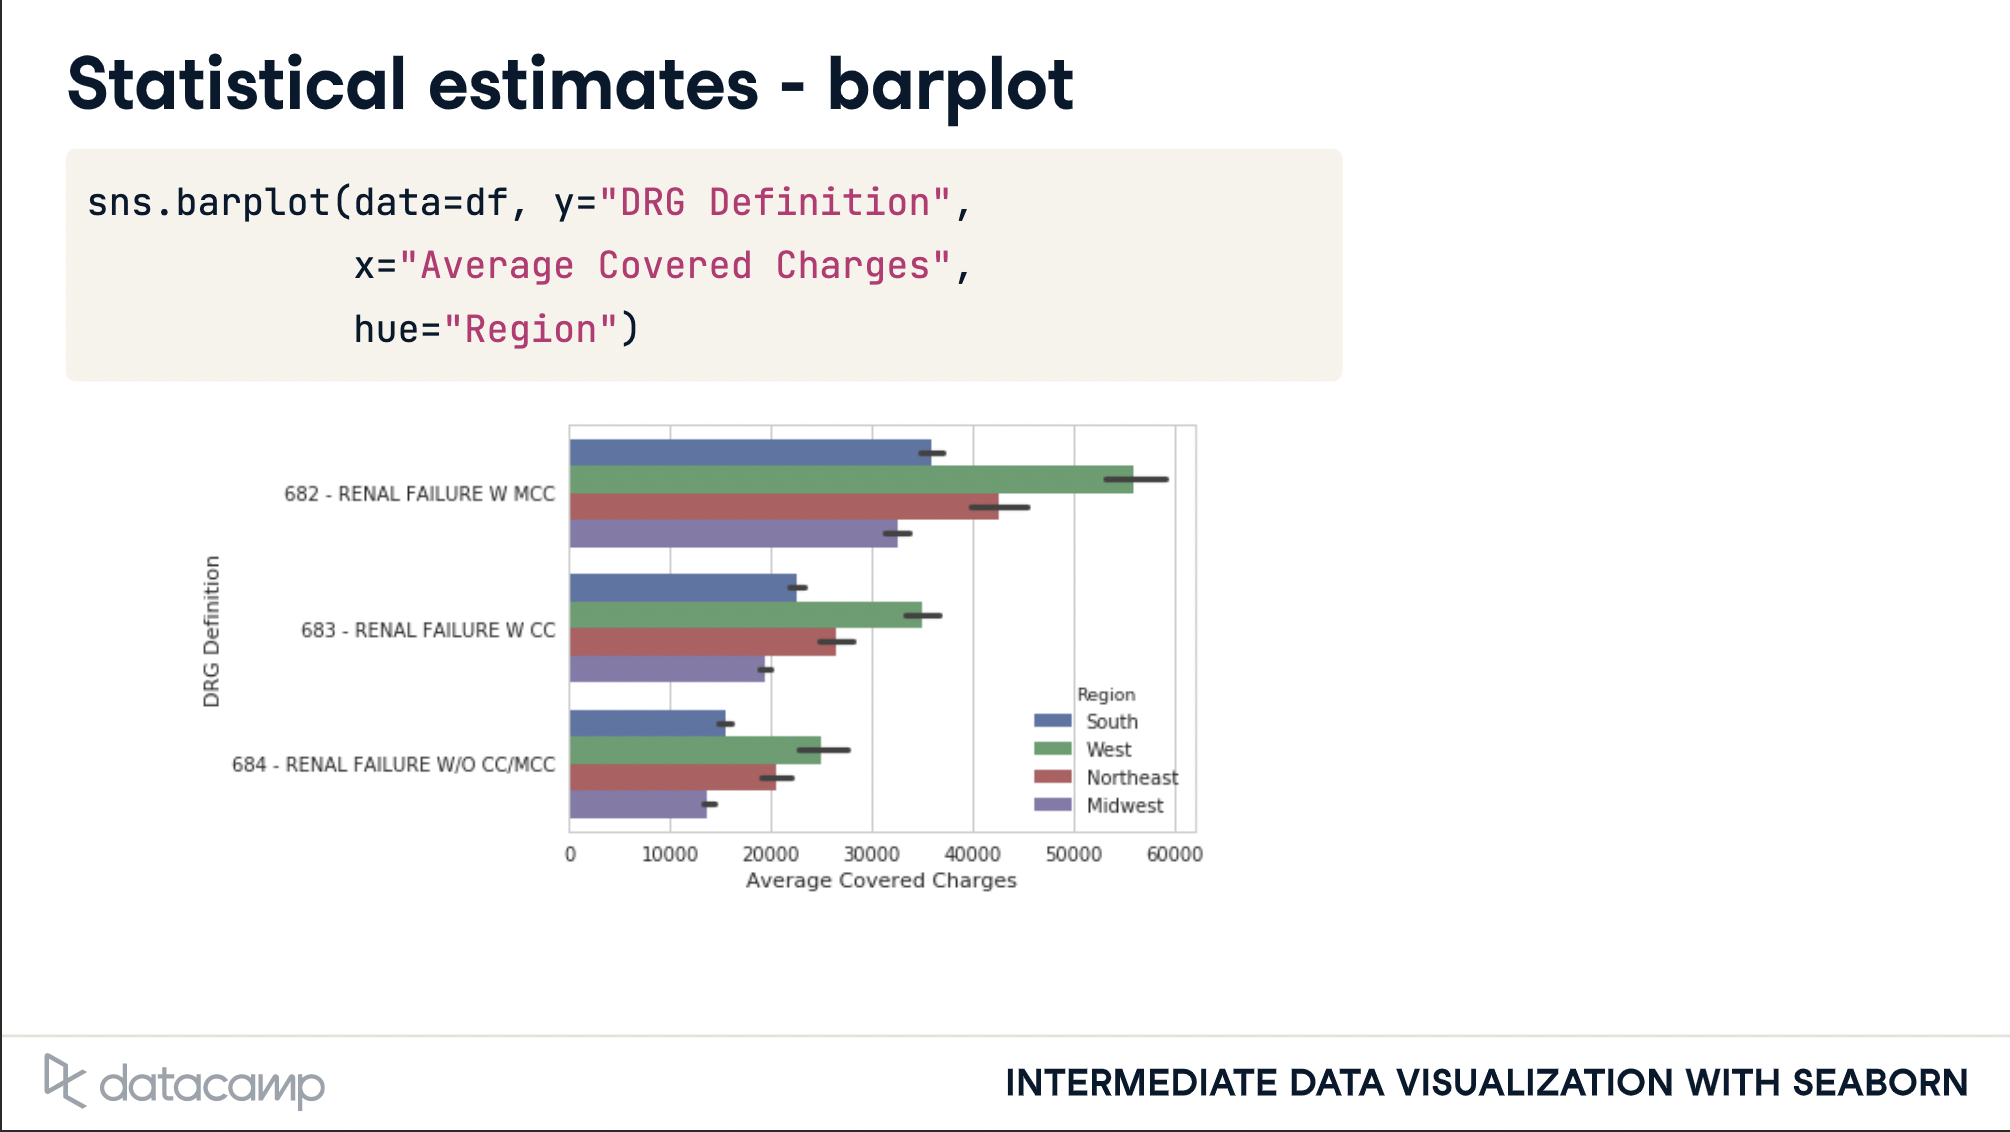 Statistical estimates - barplot
sns.barplot(data=df, y="DRG Definition",
            x="Average Covered Charges",
            hue="Region")
682 - RENAL FAILURE W MCC
683 - RENAL FAILURE W CC
684 - RENAL FAILURE W/O CC/MCC
DRG Definition
Region
South
West
Northeast
Midwest
0 10000 20000 30000 40000 50000 60000
Average Covered Charges
datacamp
INTERMEDIATE DATA VISUALIZATION WITH SEABORN